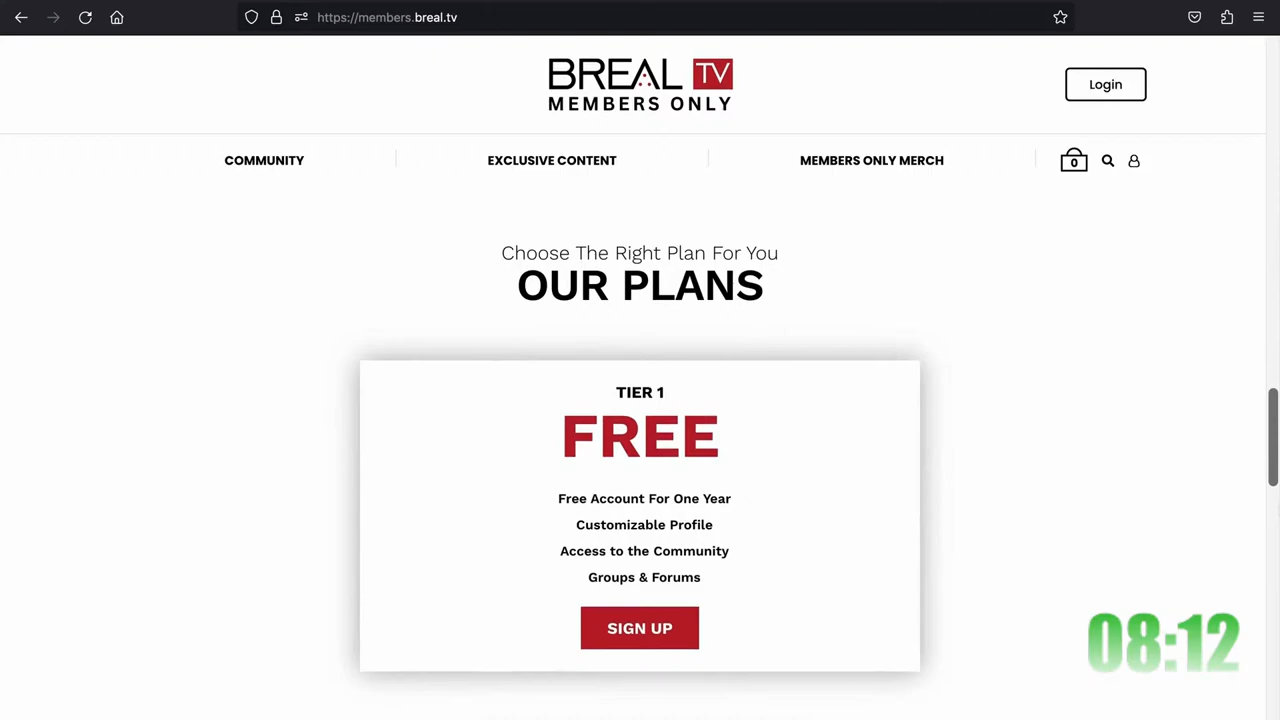 https://members.breal.tv
BREAL TV
MEMBERS ONLY
Login
COMMUNITY
EXCLUSIVE CONTENT
MEMBERS ONLY MERCH
0
Choose The Right Plan For You
OUR PLANS
TIER 1
FREE
Free Account For One Year
Customizable Profile
Access to the Community
Groups & Forums
SIGN UP
08:12